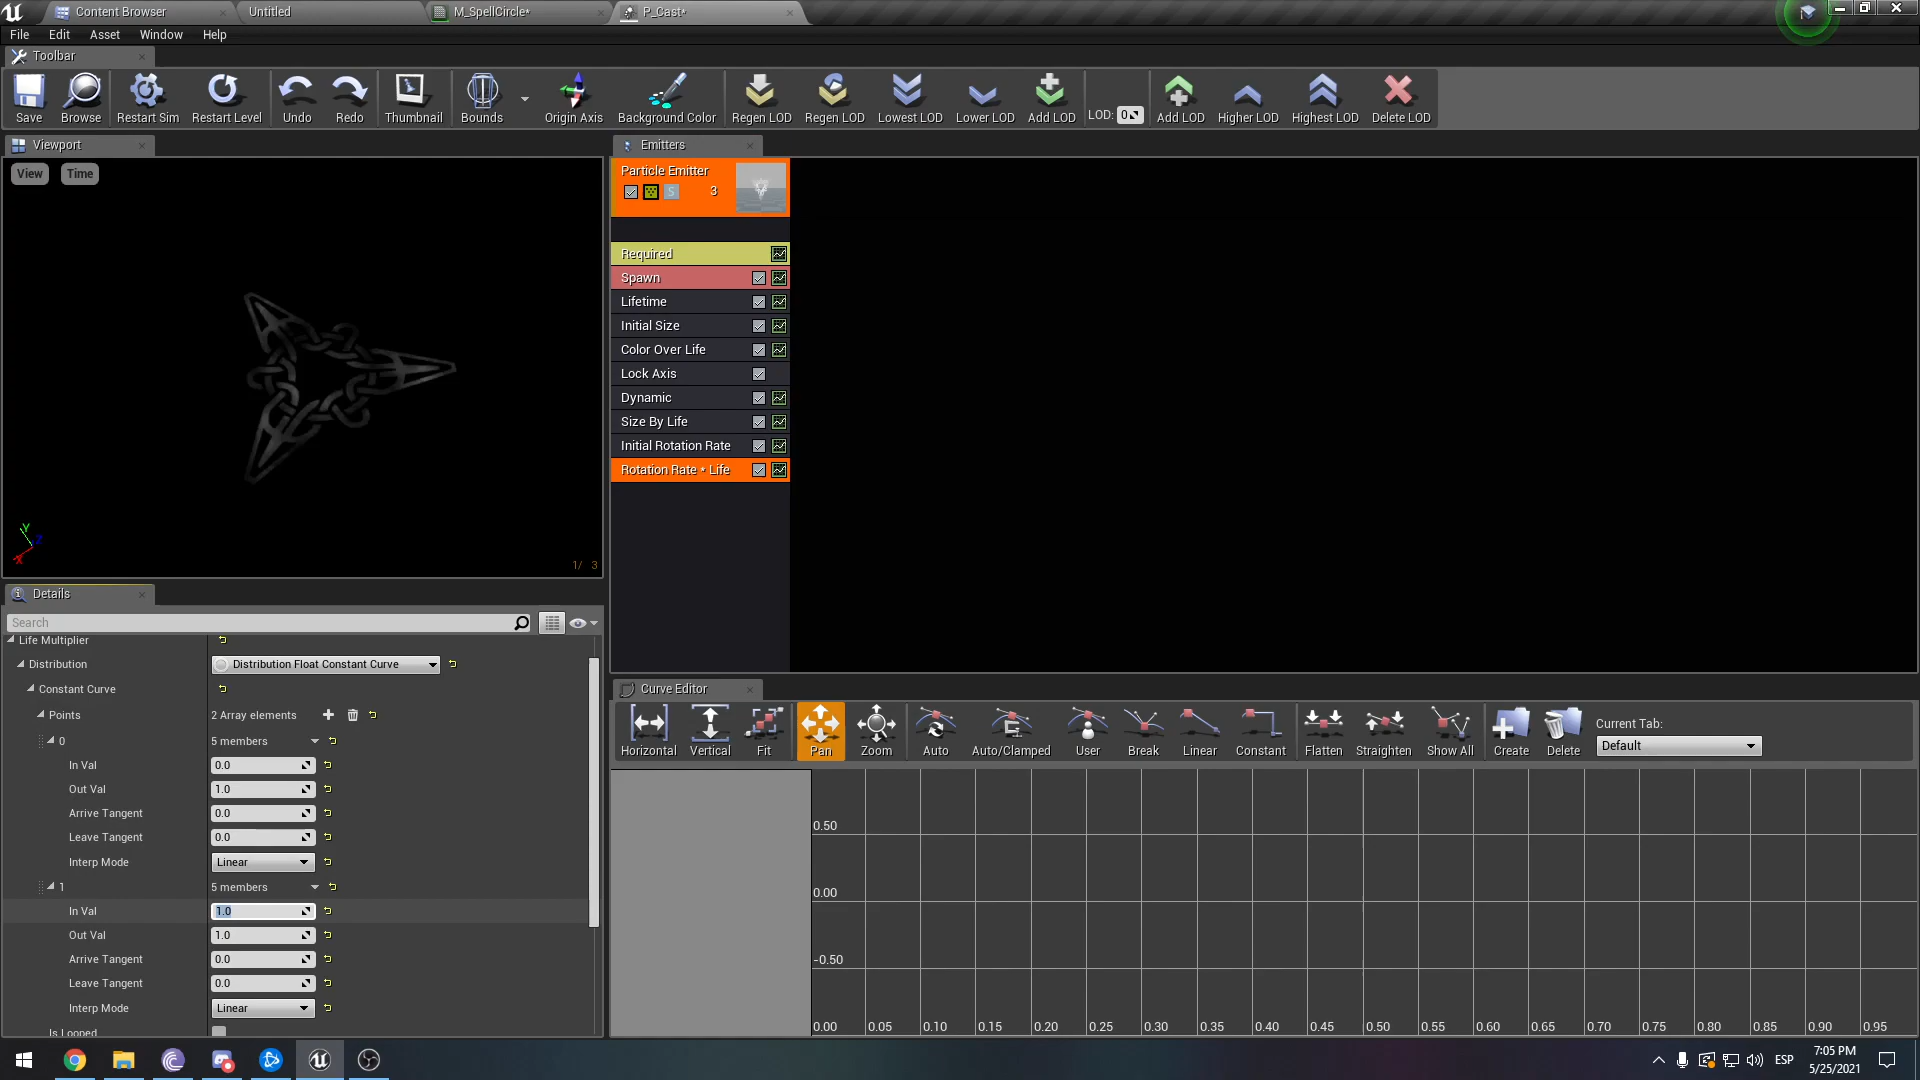 Content Browser
Untitled
M_SpellCircle*
P_Cast*
File Edit Asset Window Help
Toolbar
Save Browse Restart Sim Restart Level Undo Redo Thumbnail Bounds Origin Axis Background Color Regen LOD Regen LOD Lowest LOD Lower LOD Add LOD LOD: 0 Add LOD Higher LOD Highest LOD Delete LOD
Viewport
View Time
Y
Z
X
1/ 3
Emitters
Particle Emitter
S 3
Required
Spawn
Lifetime
Initial Size
Color Over Life
Lock Axis
Dynamic
Size By Life
Initial Rotation Rate
Rotation Rate * Life
Details
Search
Life Multiplier
Distribution Distribution Float Constant Curve
Constant Curve
Points 2 Array elements
0 5 members
In Val 0.0
Out Val 1.0
Arrive Tangent 0.0
Leave Tangent 0.0
Interp Mode Linear
1 5 members
In Val 1.0
Out Val 1.0
Arrive Tangent 0.0
Leave Tangent 0.0
Interp Mode Linear
Is Looped
Curve Editor
Horizontal Vertical Fit Pan Zoom Auto Auto/Clamped User Break Linear Constant Flatten Straighten Show All Create Delete
Current Tab:
Default
0.50
0.00
-0.50
0.00 0.05 0.10 0.15 0.20 0.25 0.30 0.35 0.40 0.45 0.50 0.55 0.60 0.65 0.70 0.75 0.80 0.85 0.90 0.95
ESP
7:05 PM
5/25/2021